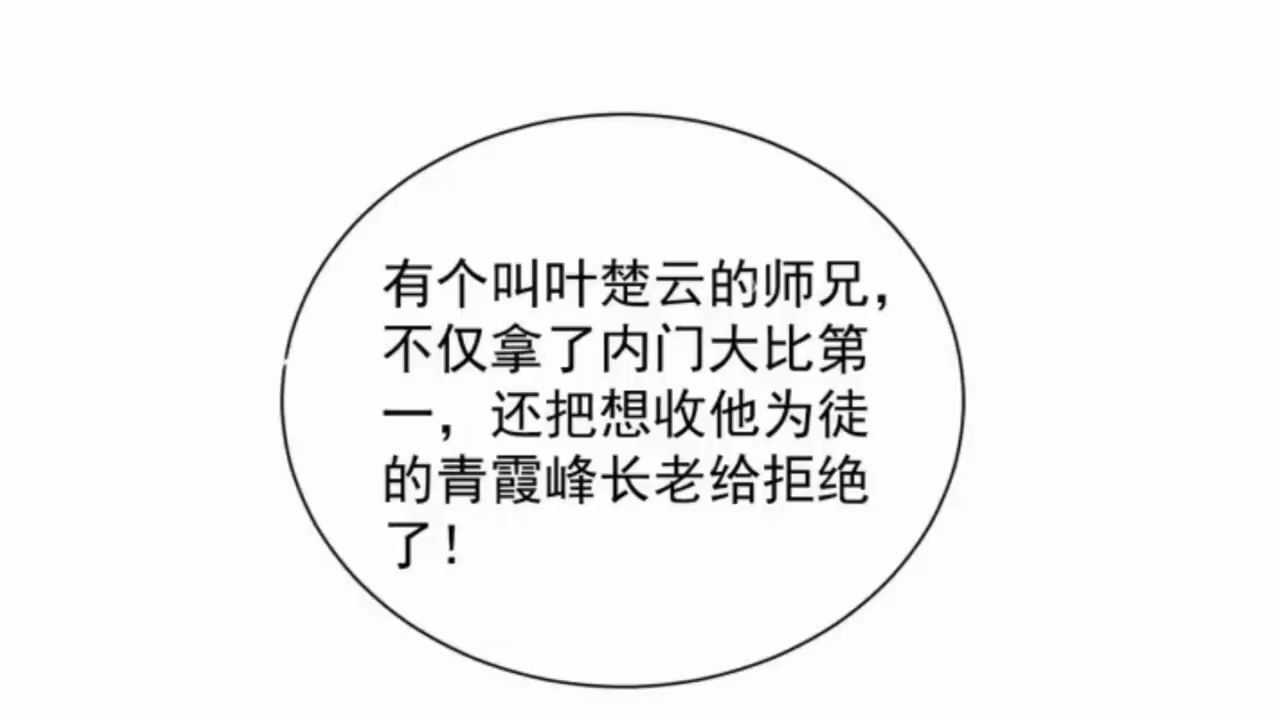 有个叫叶楚云的师兄，
不仅拿了内门大比第
一，还把想收他为徒
的青霞峰长老给拒绝
了！